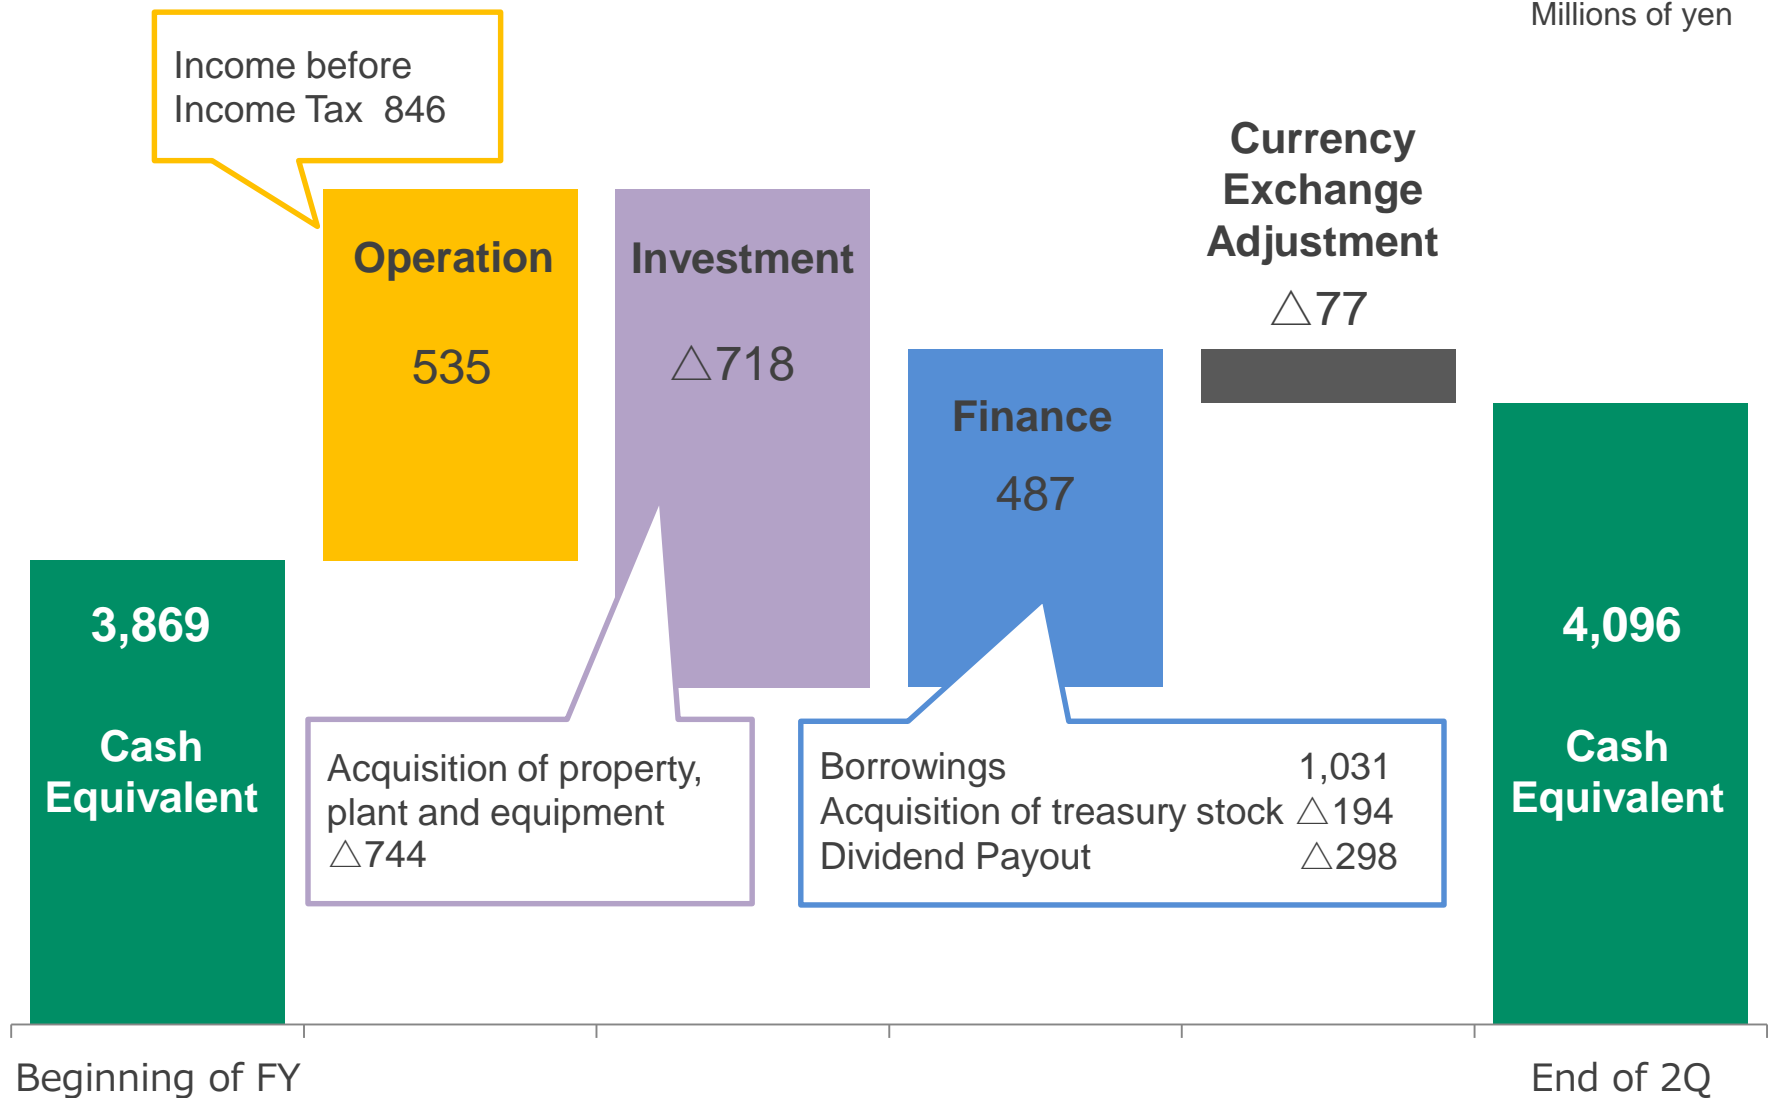 Millions of yen
Income before
Income Tax 846
Operation
535
Investment
△718
Finance
487
Currency
Exchange
Adjustment
△77
3,869
Cash
Equivalent
4,096
Cash
Equivalent
Acquisition of property,
plant and equipment
△744
Borrowings 1,031
Acquisition of treasury stock △194
Dividend Payout △298
Beginning of FY
End of 2Q